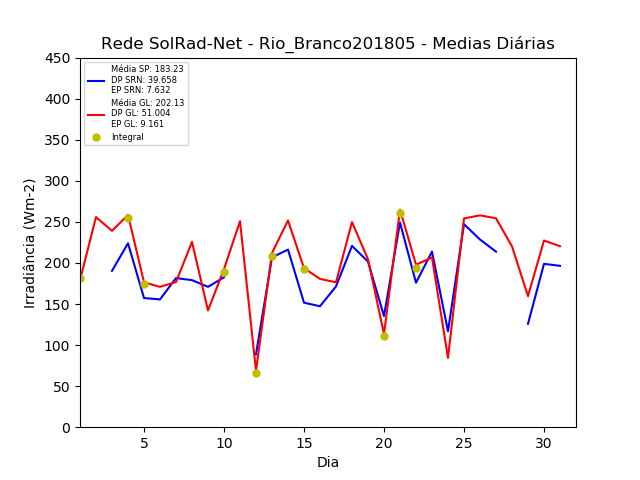 Rede SolRad-Net - Rio_Branco201805 - Medias Diárias
450
400
350
300
250
200
150
100
50
0
Irradiância (Wm-2)
Média SP: 183.23
DP SRN: 39.658
EP SRN: 7.632
Média GL: 202.13
DP GL: 51.004
EP GL: 9.161
Integral
5
10
15
20
25
30
Dia